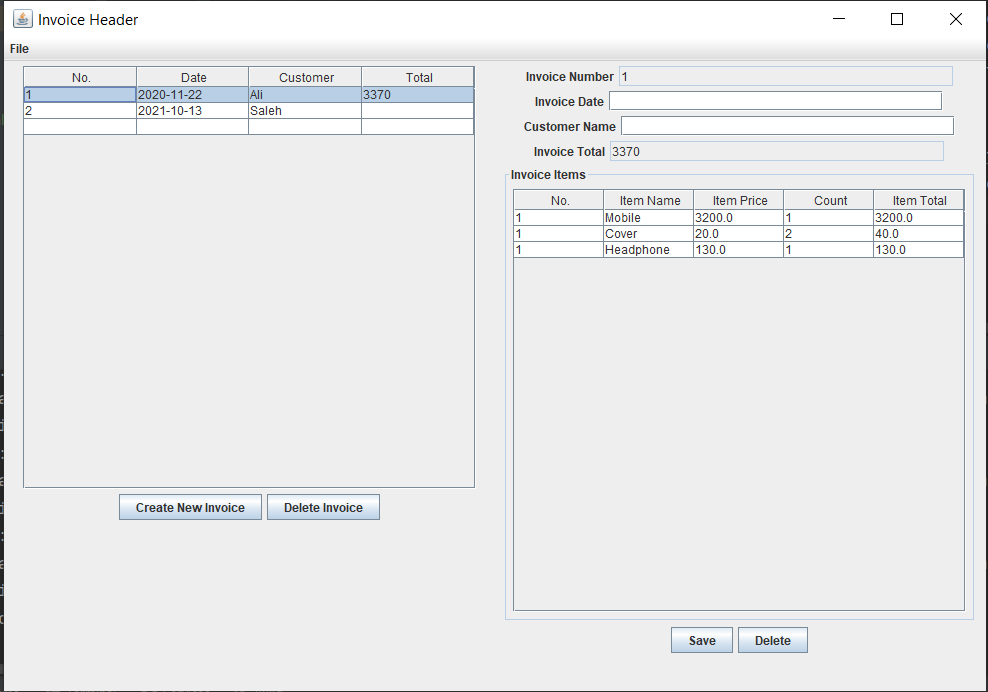 Invoice Header
File
No. Date Customer Total
1 2020-11-22 Ali 3370
2 2021-10-13 Saleh
Create New Invoice Delete Invoice
Invoice Number 1
Invoice Date
Customer Name
Invoice Total 3370
Invoice Items
No. Item Name Item Price Count Item Total
1 Mobile 3200.0 1 3200.0
1 Cover 20.0 2 40.0
1 Headphone 130.0 1 130.0
Save Delete